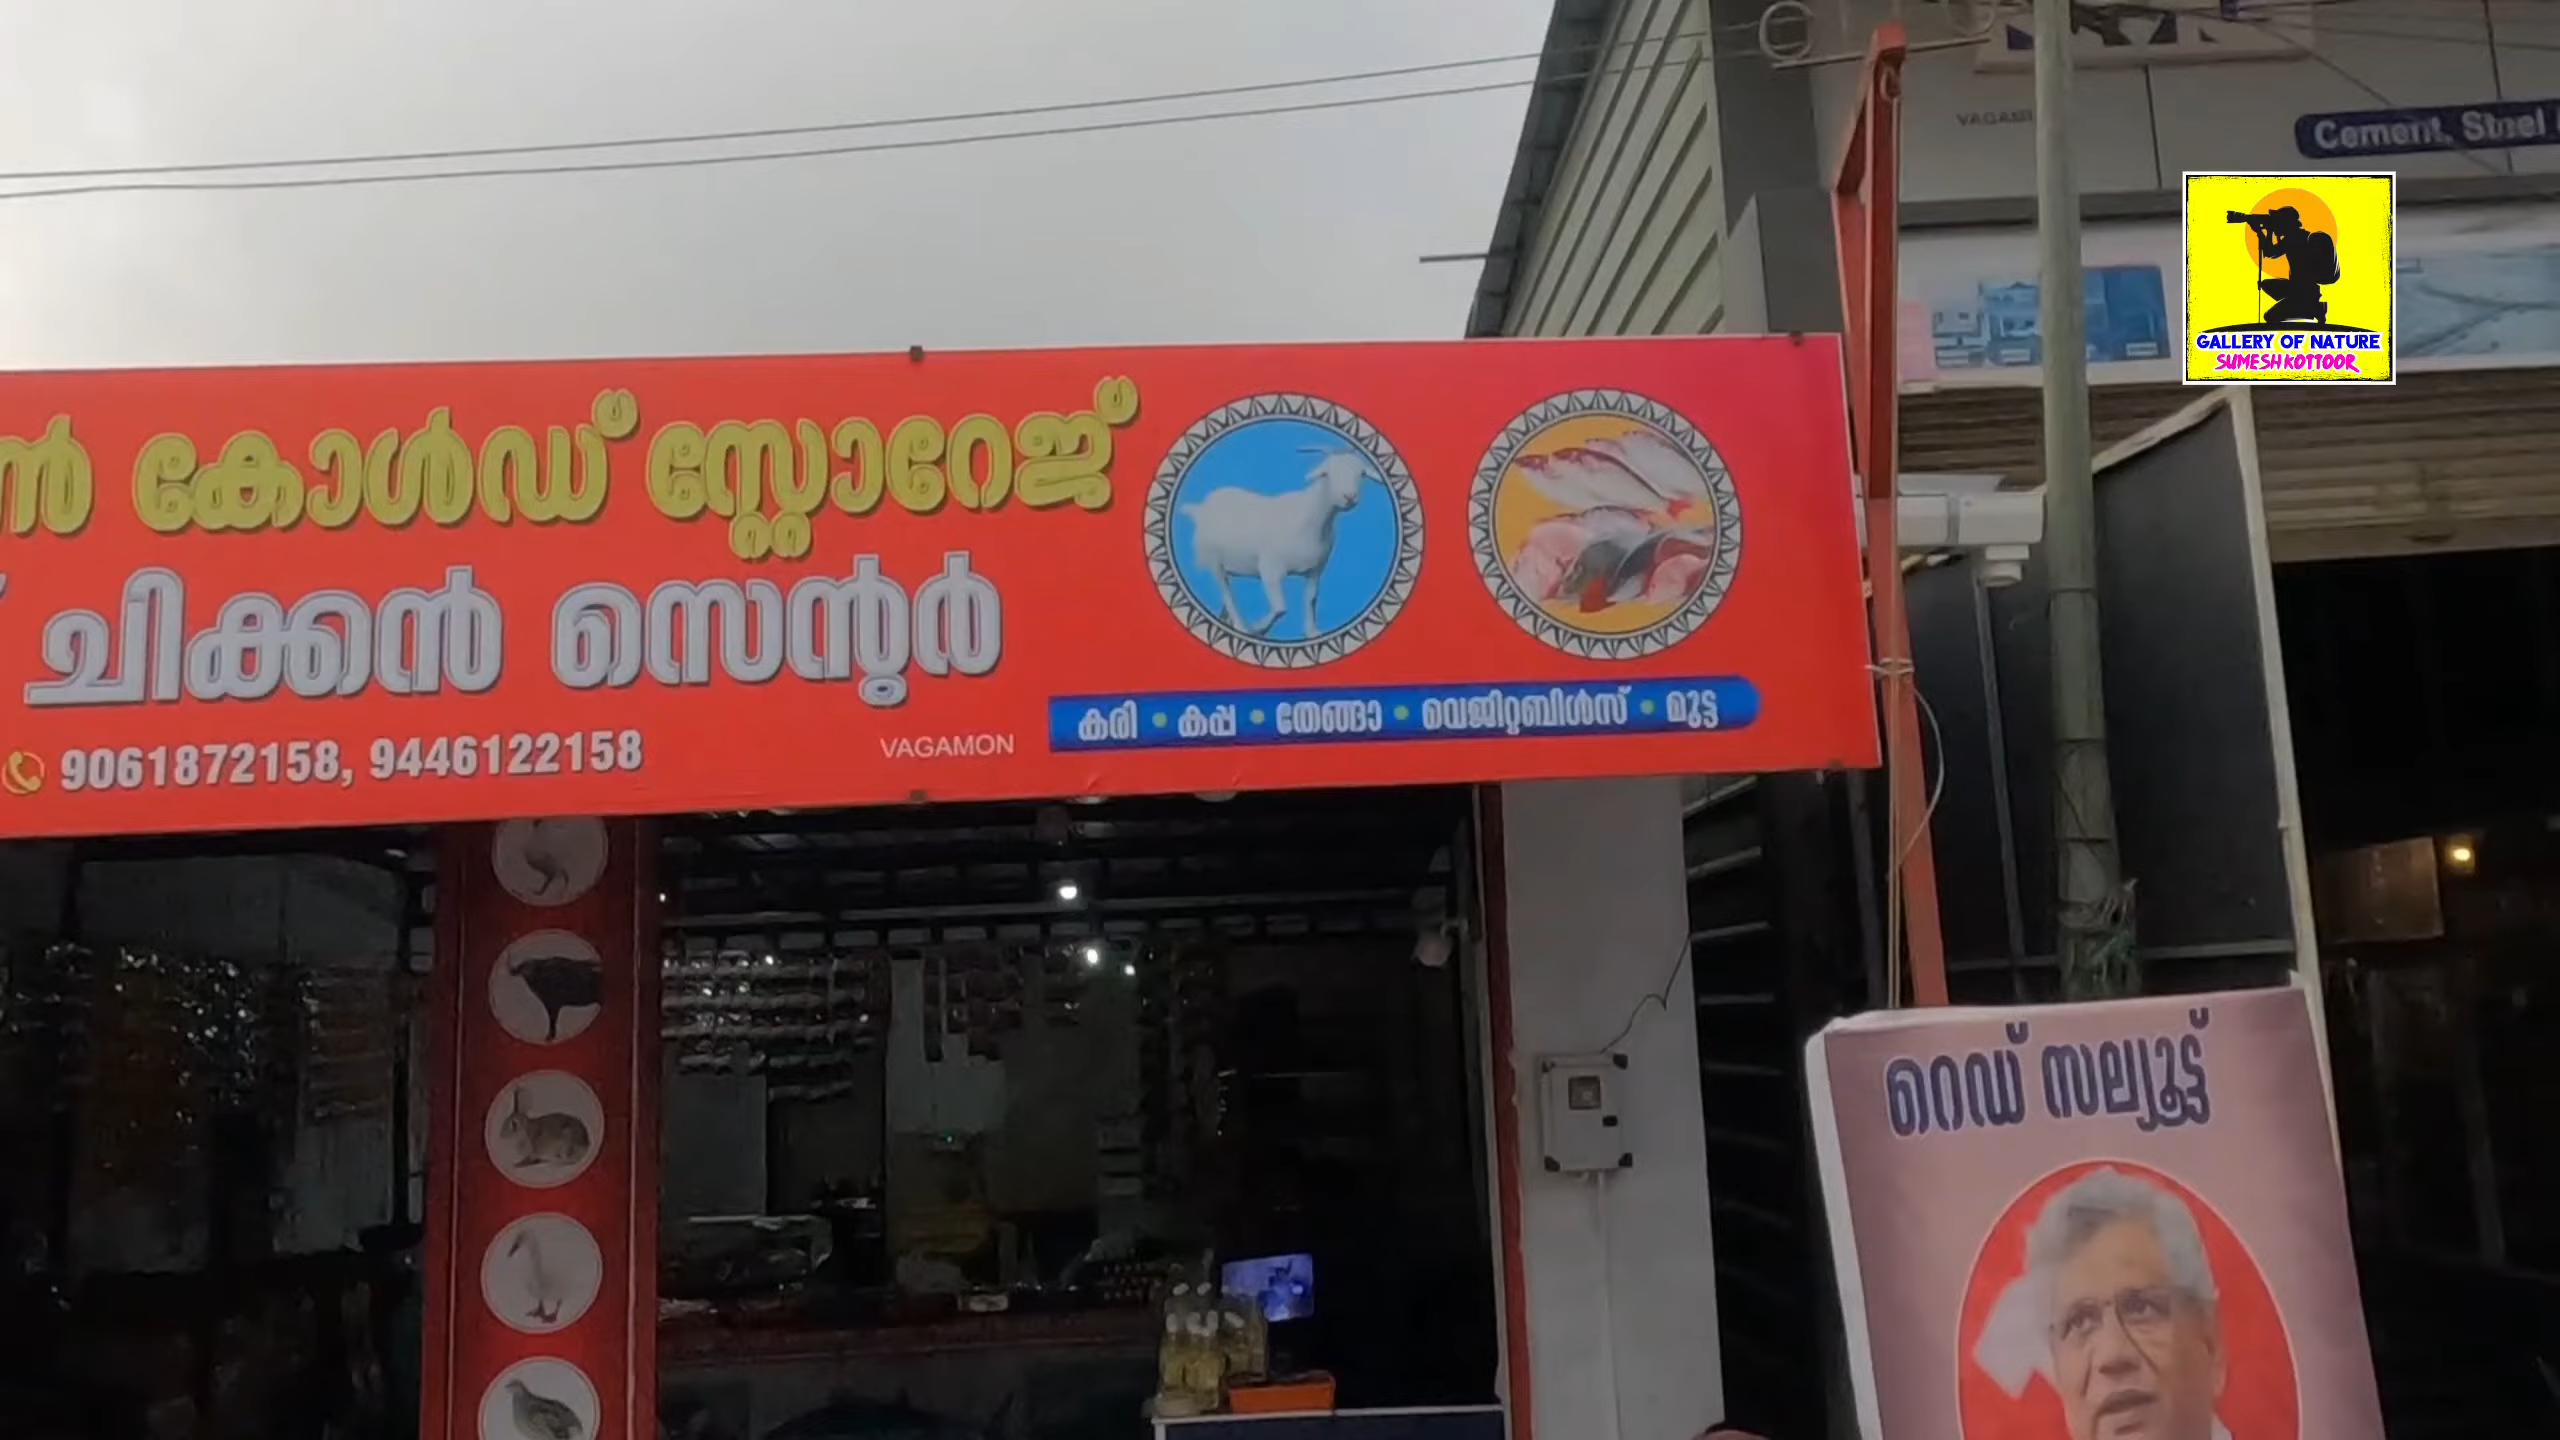 കോൾഡ് സ്റ്റോറേജ്
ചിക്കൻ സെന്റർ
9061872158, 9446122158
VAGAMON
കരി • കപ്പ • തേങ്ങാ • വെജിറ്റബിൾസ് • മുട്ട
Cement, Steel
GALLERY OF NATURE
SUMESH KOTTOOR
റെഡ് സല്യൂട്ട്